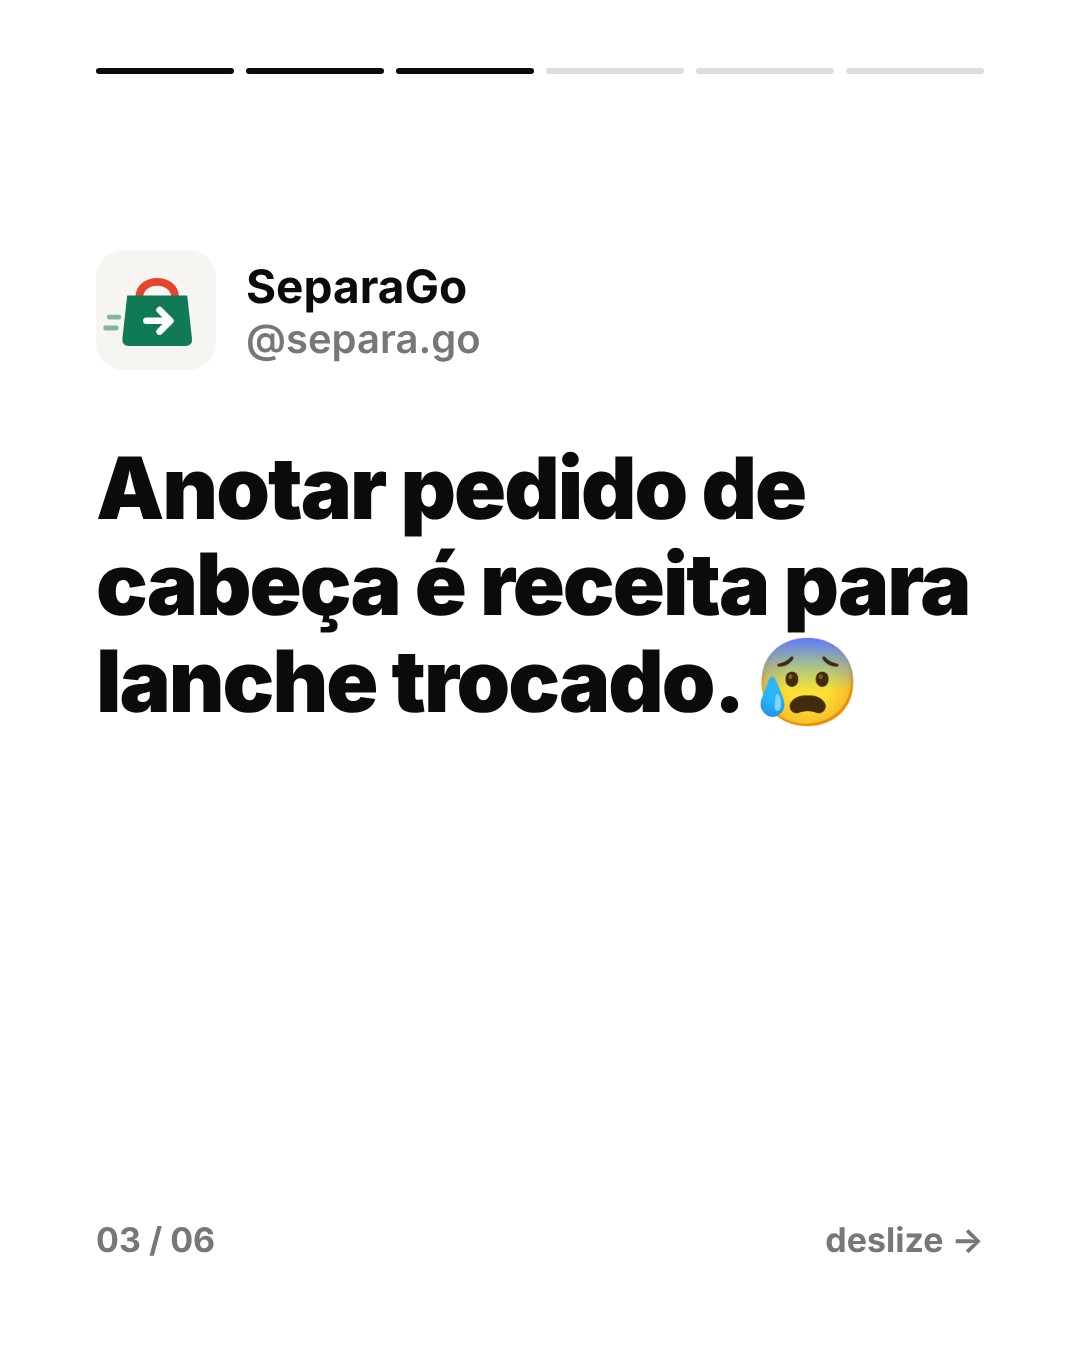 SeparaGo
@separa.go
Anotar pedido de
cabeça é receita para
lanche trocado. 😰
03 / 06
deslize →